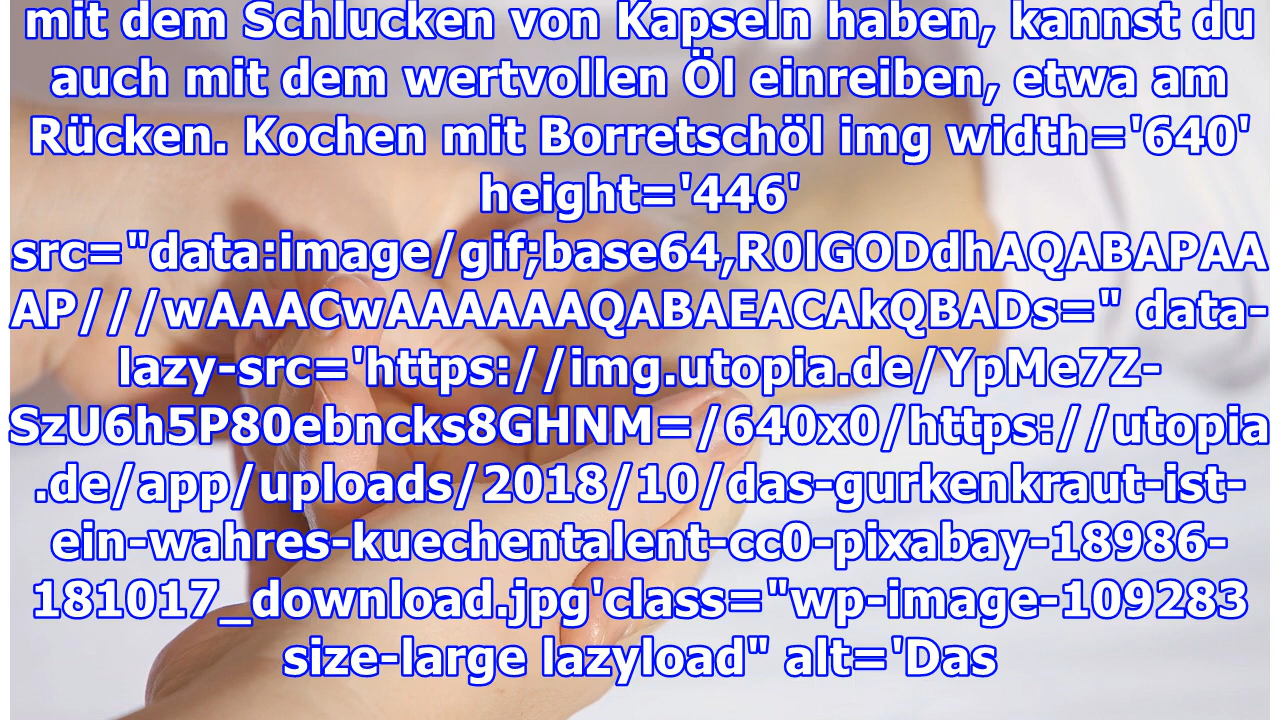 mit dem Schlucken von Kapseln haben, kannst du
auch mit dem wertvollen Öl einreiben, etwa am
Rücken. Kochen mit Borretschöl img width='640'
height='446'
src="data:image/gif;base64,R0lGODdhAQABAPAA
AP///wAAACwAAAAAAQABAEACAkQBADs=" data-
lazy-src='https://img.utopia.de/YpMe7Z-
SzU6h5P80ebncks8GHNM=/640x0/https://utopia
.de/app/uploads/2018/10/das-gurkenkraut-ist-
ein-wahres-kuechentalent-cc0-pixabay-18986-
181017_download.jpg'class="wp-image-109283
size-large lazyload" alt='Das